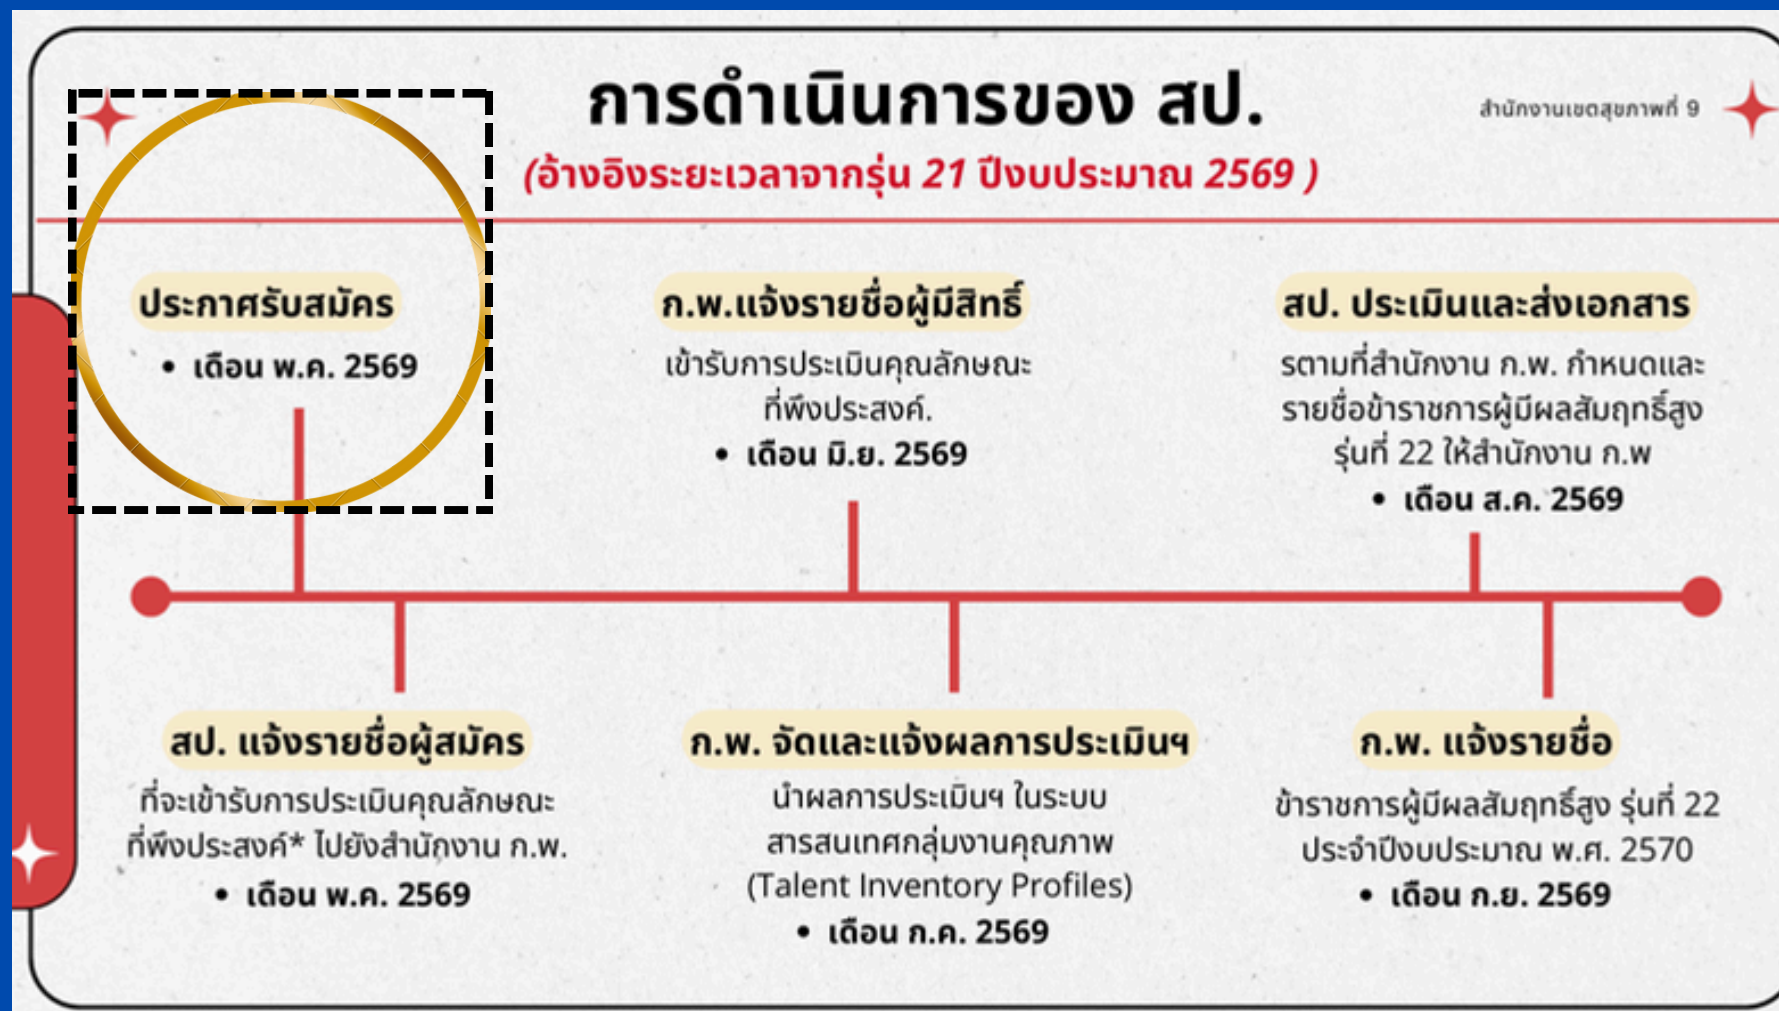 การดำเนินการของ สป.
สำนักงานเขตสุขภาพที่ 9
(อ้างอิงระยะเวลาจากรุ่น 21 ปีงบประมาณ 2569 )
ประกาศรับสมัคร
• เดือน พ.ค. 2569
ก.พ.แจ้งรายชื่อผู้มีสิทธิ์
เข้ารับการประเมินคุณลักษณะ
ที่พึงประสงค์.
• เดือน มิ.ย. 2569
สป. ประเมินและส่งเอกสาร
รตามที่สำนักงาน ก.พ. กำหนดและ
รายชื่อข้าราชการผู้มีผลสัมฤทธิ์สูง
รุ่นที่ 22 ให้สำนักงาน ก.พ
• เดือน ส.ค. 2569
สป. แจ้งรายชื่อผู้สมัคร
ที่จะเข้ารับการประเมินคุณลักษณะ
ที่พึงประสงค์* ไปยังสำนักงาน ก.พ.
• เดือน พ.ค. 2569
ก.พ. จัดและแจ้งผลการประเมินฯ
นำผลการประเมินฯ ในระบบ
สารสนเทศกลุ่มงานคุณภาพ
(Talent Inventory Profiles)
• เดือน ก.ค. 2569
ก.พ. แจ้งรายชื่อ
ข้าราชการผู้มีผลสัมฤทธิ์สูง รุ่นที่ 22
ประจำปีงบประมาณ พ.ศ. 2570
• เดือน ก.ย. 2569